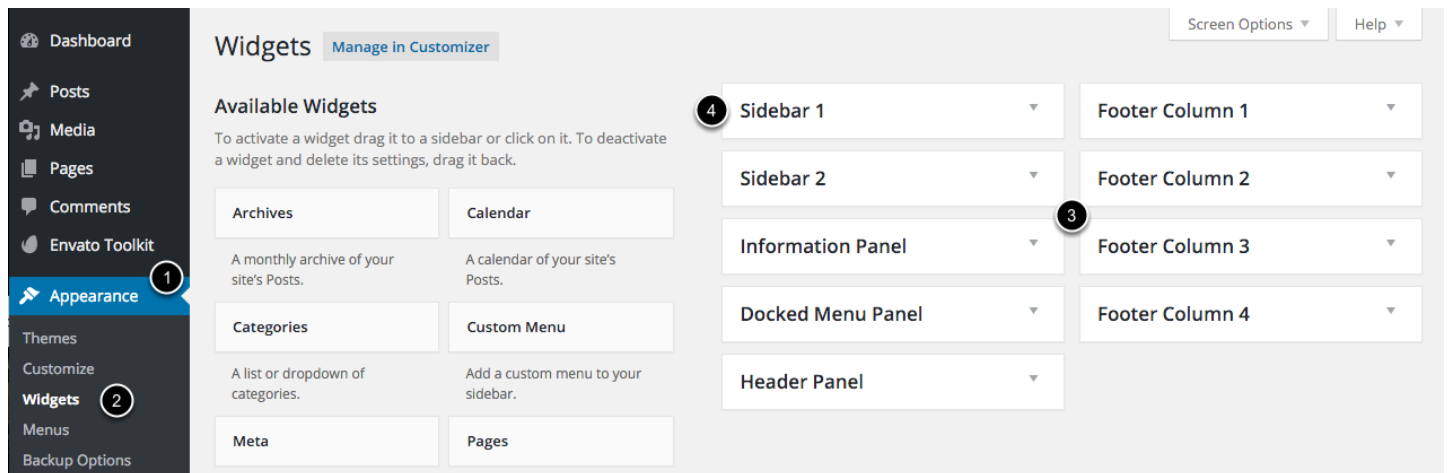 Dashboard
Posts
Media
Pages
Comments
Envato Toolkit
1
Appearance
Themes
Customize
Widgets 2
Menus
Backup Options
Screen Options Help
Widgets Manage in Customizer
Available Widgets
To activate a widget drag it to a sidebar or click on it. To deactivate
a widget and delete its settings, drag it back.
Archives Calendar
A monthly archive of your A calendar of your site's
site's Posts. Posts.
Categories Custom Menu
A list or dropdown of Add a custom menu to your
categories. sidebar.
Meta Pages
4 Sidebar 1 Footer Column 1
Sidebar 2 Footer Column 2
3
Information Panel Footer Column 3
Docked Menu Panel Footer Column 4
Header Panel